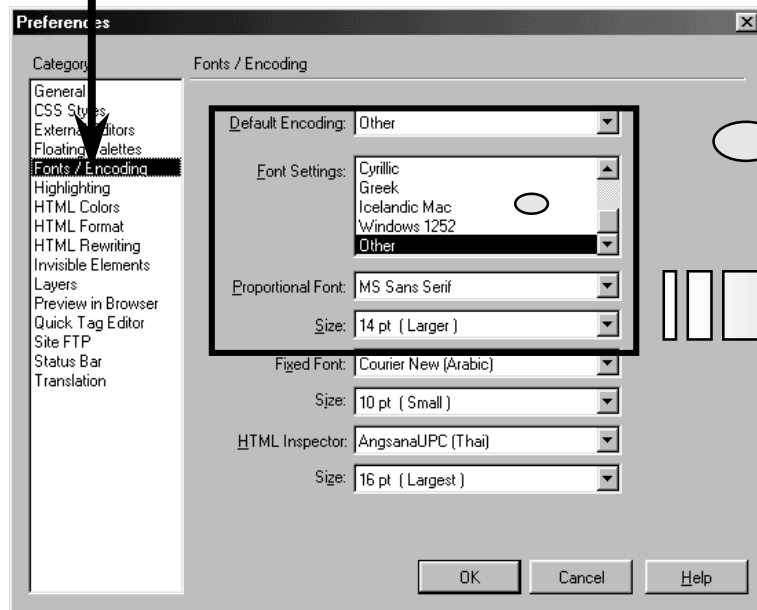 Preferences
Category
Fonts / Encoding
General
CSS Styles
External Editors
Floating Palettes
Fonts / Encoding
Highlighting
HTML Colors
HTML Format
HTML Rewriting
Invisible Elements
Layers
Preview in Browser
Quick Tag Editor
Site FTP
Status Bar
Translation
Default Encoding: Other
Font Settings: Cyrillic
Greek
Icelandic Mac
Windows 1252
Other
Proportional Font: MS Sans Serif
Size: 14 pt ( Larger )
Fixed Font: Courier New (Arabic)
Size: 10 pt ( Small )
HTML Inspector: AngsanaUPC (Thai)
Size: 16 pt ( Largest )
OK Cancel Help